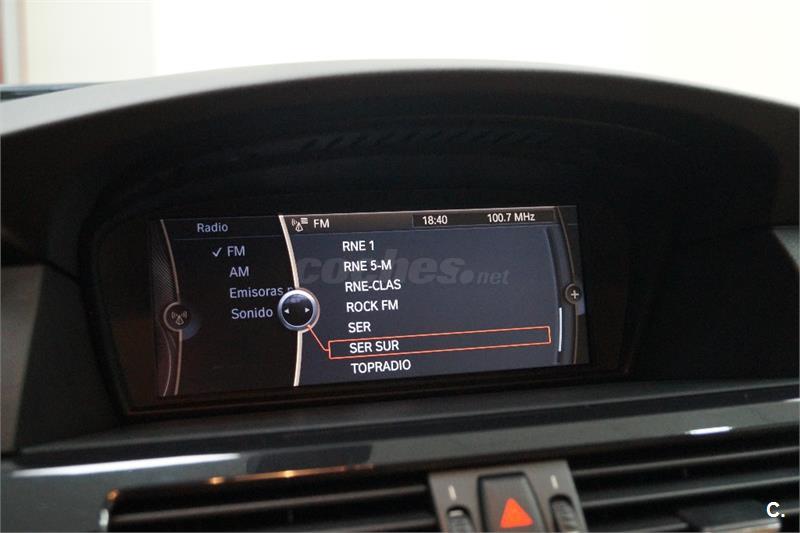 Radio
FM 18:40 100.7 MHz
✓ FM
AM
Emisoras
Sonido
RNE 1
RNE 5-M
RNE-CLAS
ROCK FM
SER
SER SUR
TOPRADIO
coches.net
C.